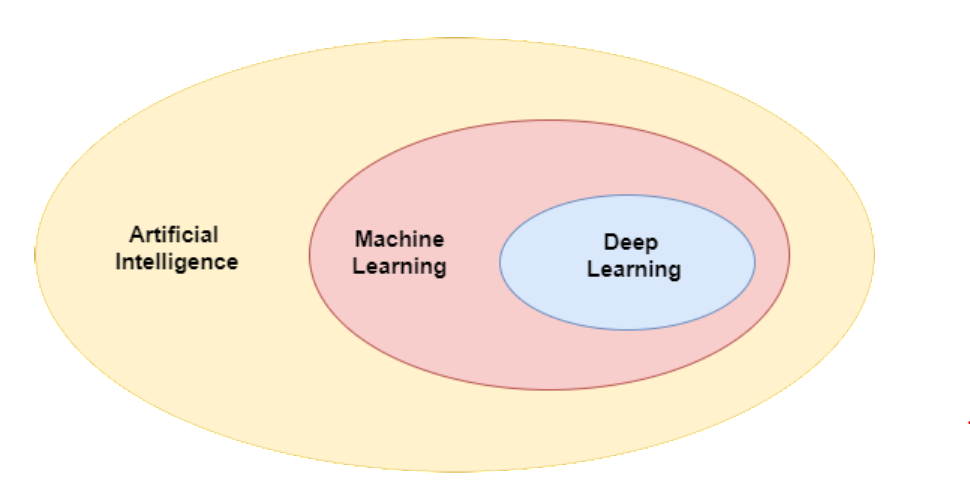 Artificial
Intelligence
Machine
Learning
Deep
Learning